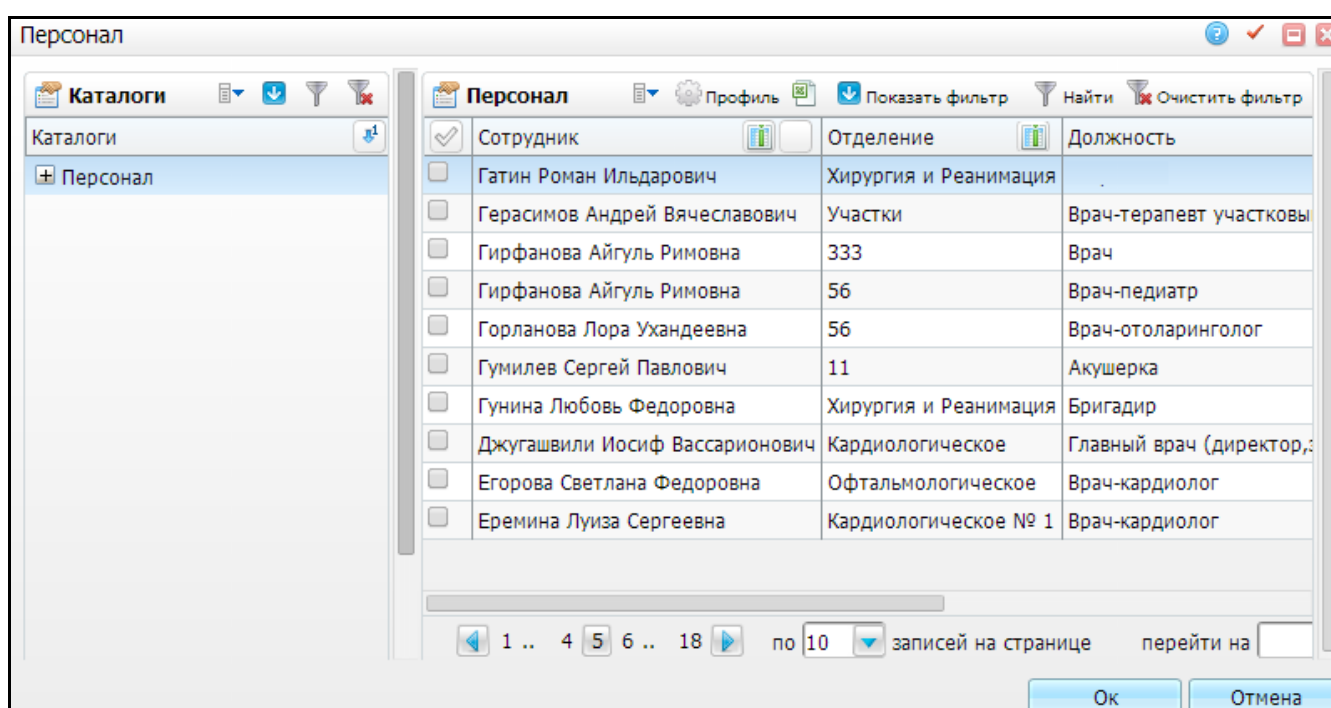 Персонал
Каталоги
Каталоги
Персонал
Персонал Профиль Показать фильтр Найти Очистить фильтр
Сотрудник Отделение Должность
Гатин Роман Ильдарович Хирургия и Реанимация
Герасимов Андрей Вячеславович Участки Врач-терапевт участковы
Гирфанова Айгуль Римовна 333 Врач
Гирфанова Айгуль Римовна 56 Врач-педиатр
Горланова Лора Ухандеевна 56 Врач-отоларинголог
Гумилев Сергей Павлович 11 Акушерка
Гунина Любовь Федоровна Хирургия и Реанимация Бригадир
Джугашвили Иосиф Вассарионович Кардиологическое Главный врач (директор,з
Егорова Светлана Федоровна Офтальмологическое Врач-кардиолог
Еремина Луиза Сергеевна Кардиологическое № 1 Врач-кардиолог
1 .. 4 5 6 .. 18 по 10 записей на странице перейти на
Ок Отмена